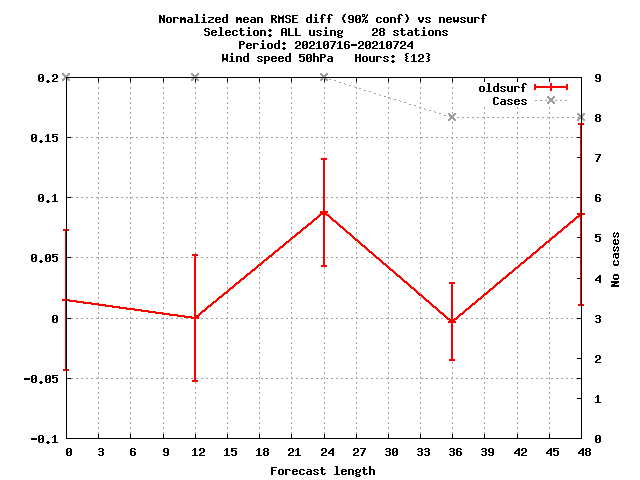 Normalized mean RMSE diff (90% conf) vs newsurf
Selection: ALL using    28 stations
Period: 20210716-20210724
Wind speed 50hPa   Hours: {12}
oldsurf
Cases
0.2
0.15
0.1
0.05
0
-0.05
-0.1
9
8
7
6
5
4
3
2
1
0
No cases
0 3 6 9 12 15 18 21 24 27 30 33 36 39 42 45 48
Forecast length